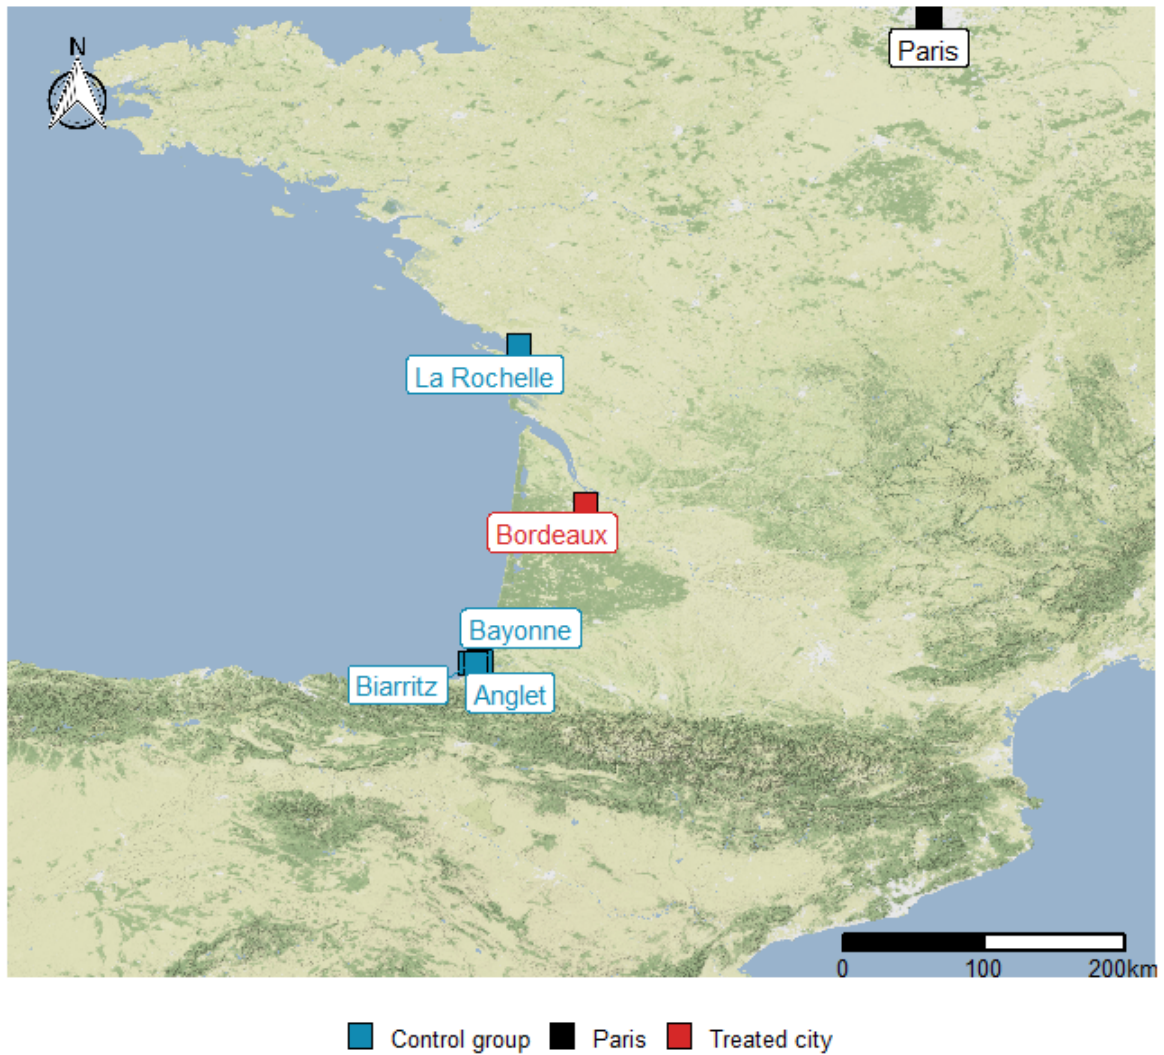 N
Paris
La Rochelle
Bordeaux
Bayonne
Biarritz
Anglet
0 100 200km
Control group Paris Treated city